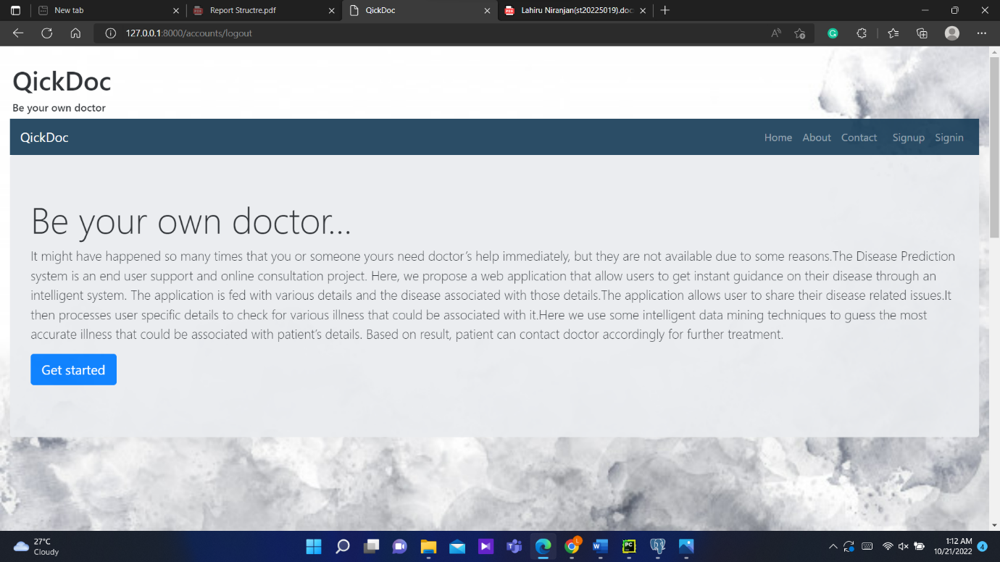 New tab
Report Structre.pdf
QickDoc
Lahiru Niranjan(st20225019).doc
127.0.0.1:8000/accounts/logout
QickDoc
Be your own doctor
QickDoc
Home About Contact Signup Signin
Be your own doctor...
It might have happened so many times that you or someone yours need doctor's help immediately, but they are not available due to some reasons.The Disease Prediction
system is an end user support and online consultation project. Here, we propose a web application that allow users to get instant guidance on their disease through an
intelligent system. The application is fed with various details and the disease associated with those details.The application allows user to share their disease related issues.It
then processes user specific details to check for various illness that could be associated with it.Here we use some intelligent data mining techniques to guess the most
accurate illness that could be associated with patient's details. Based on result, patient can contact doctor accordingly for further treatment.
Get started
27°C
Cloudy
1:12 AM
10/21/2022
4